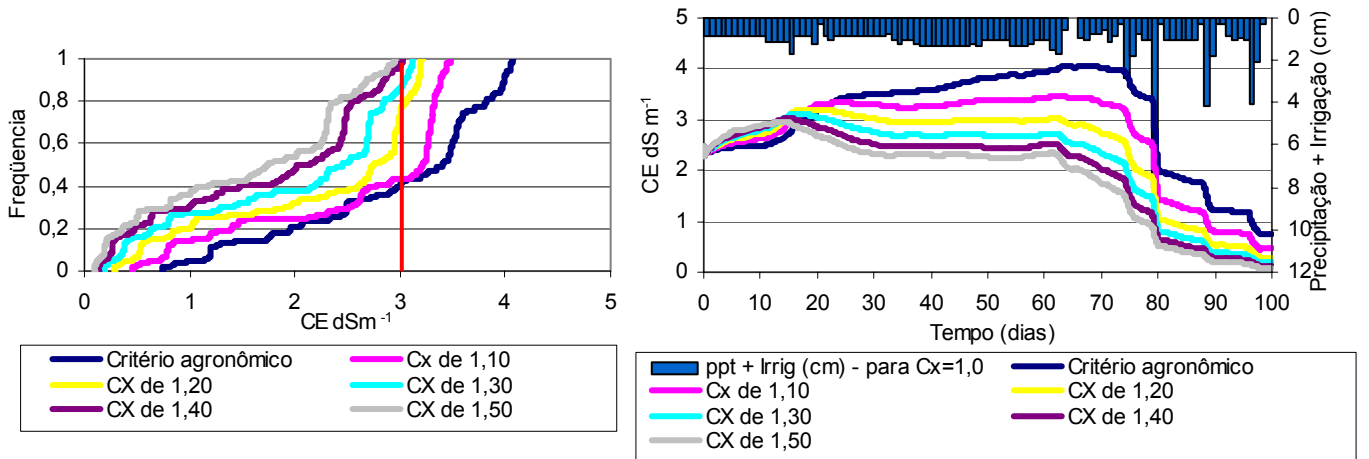 Freqüencia
1
0,8
0,6
0,4
0,2
0
0 1 2 3 4 5
CE dSm -1
Critério agronômico
Cx de 1,10
CX de 1,20
CX de 1,30
CX de 1,40
CX de 1,50
CE dS m-1
5
4
3
2
1
0
0 10 20 30 40 50 60 70 80 90 100
Tempo (dias)
0
2
4
6
8
10
12
Precipitação + Irrigação (cm)
ppt + Irrig (cm) - para Cx=1,0
Critério agronômico
Cx de 1,10
CX de 1,20
CX de 1,30
CX de 1,40
CX de 1,50